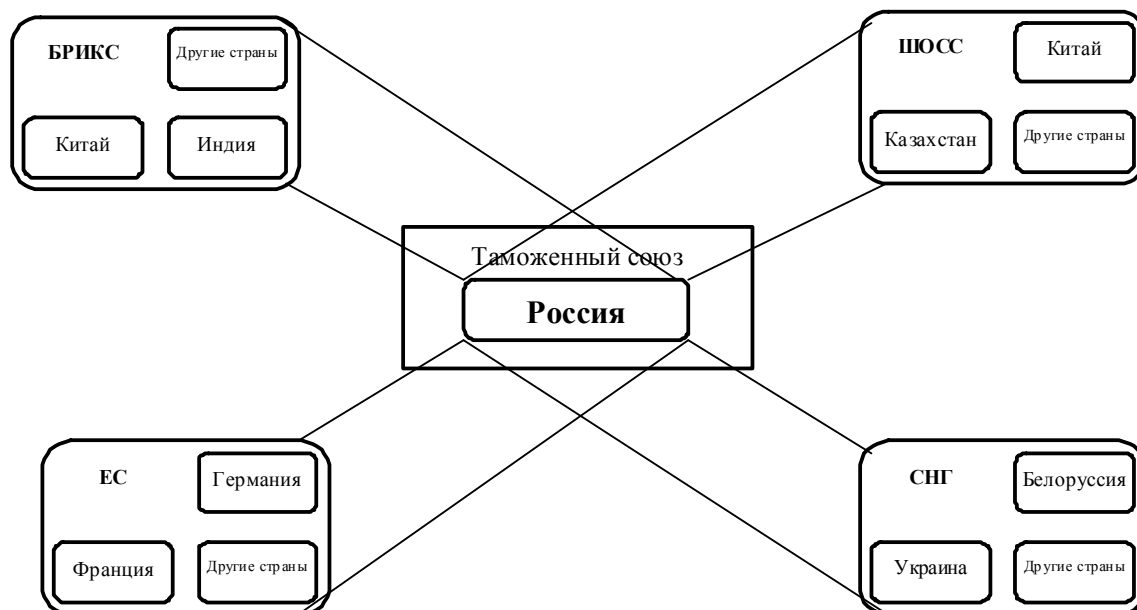 БРИКС
Другие страны
Китай
Индия
ШОСС
Китай
Казахстан
Другие страны
Таможенный союз
Россия
ЕС
Германия
Франция
Другие страны
СНГ
Белоруссия
Украина
Другие страны